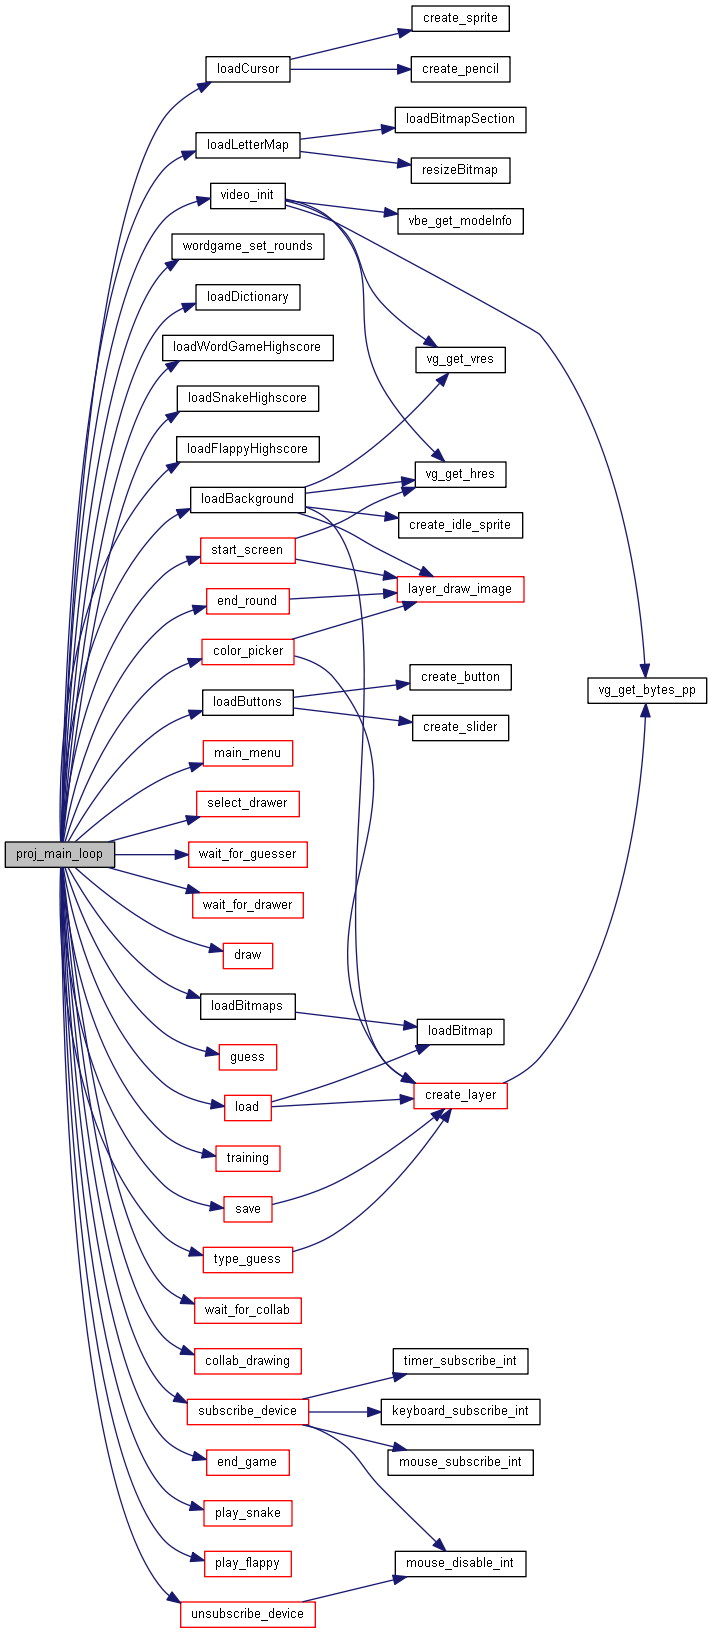 create_sprite
loadCursor
create_pencil
loadBitmapSection
loadLetterMap
resizeBitmap
video_init
vbe_get_modeInfo
wordgame_set_rounds
loadDictionary
loadWordGameHighscore
vg_get_vres
loadSnakeHighscore
loadFlappyHighscore
vg_get_hres
loadBackground
create_idle_sprite
start_screen
layer_draw_image
end_round
color_picker
create_button
vg_get_bytes_pp
loadButtons
create_slider
main_menu
select_drawer
proj_main_loop
wait_for_guesser
wait_for_drawer
draw
loadBitmaps
loadBitmap
guess
create_layer
load
training
save
type_guess
wait_for_collab
collab_drawing
timer_subscribe_int
subscribe_device
keyboard_subscribe_int
end_game
mouse_subscribe_int
play_snake
play_flappy
mouse_disable_int
unsubscribe_device